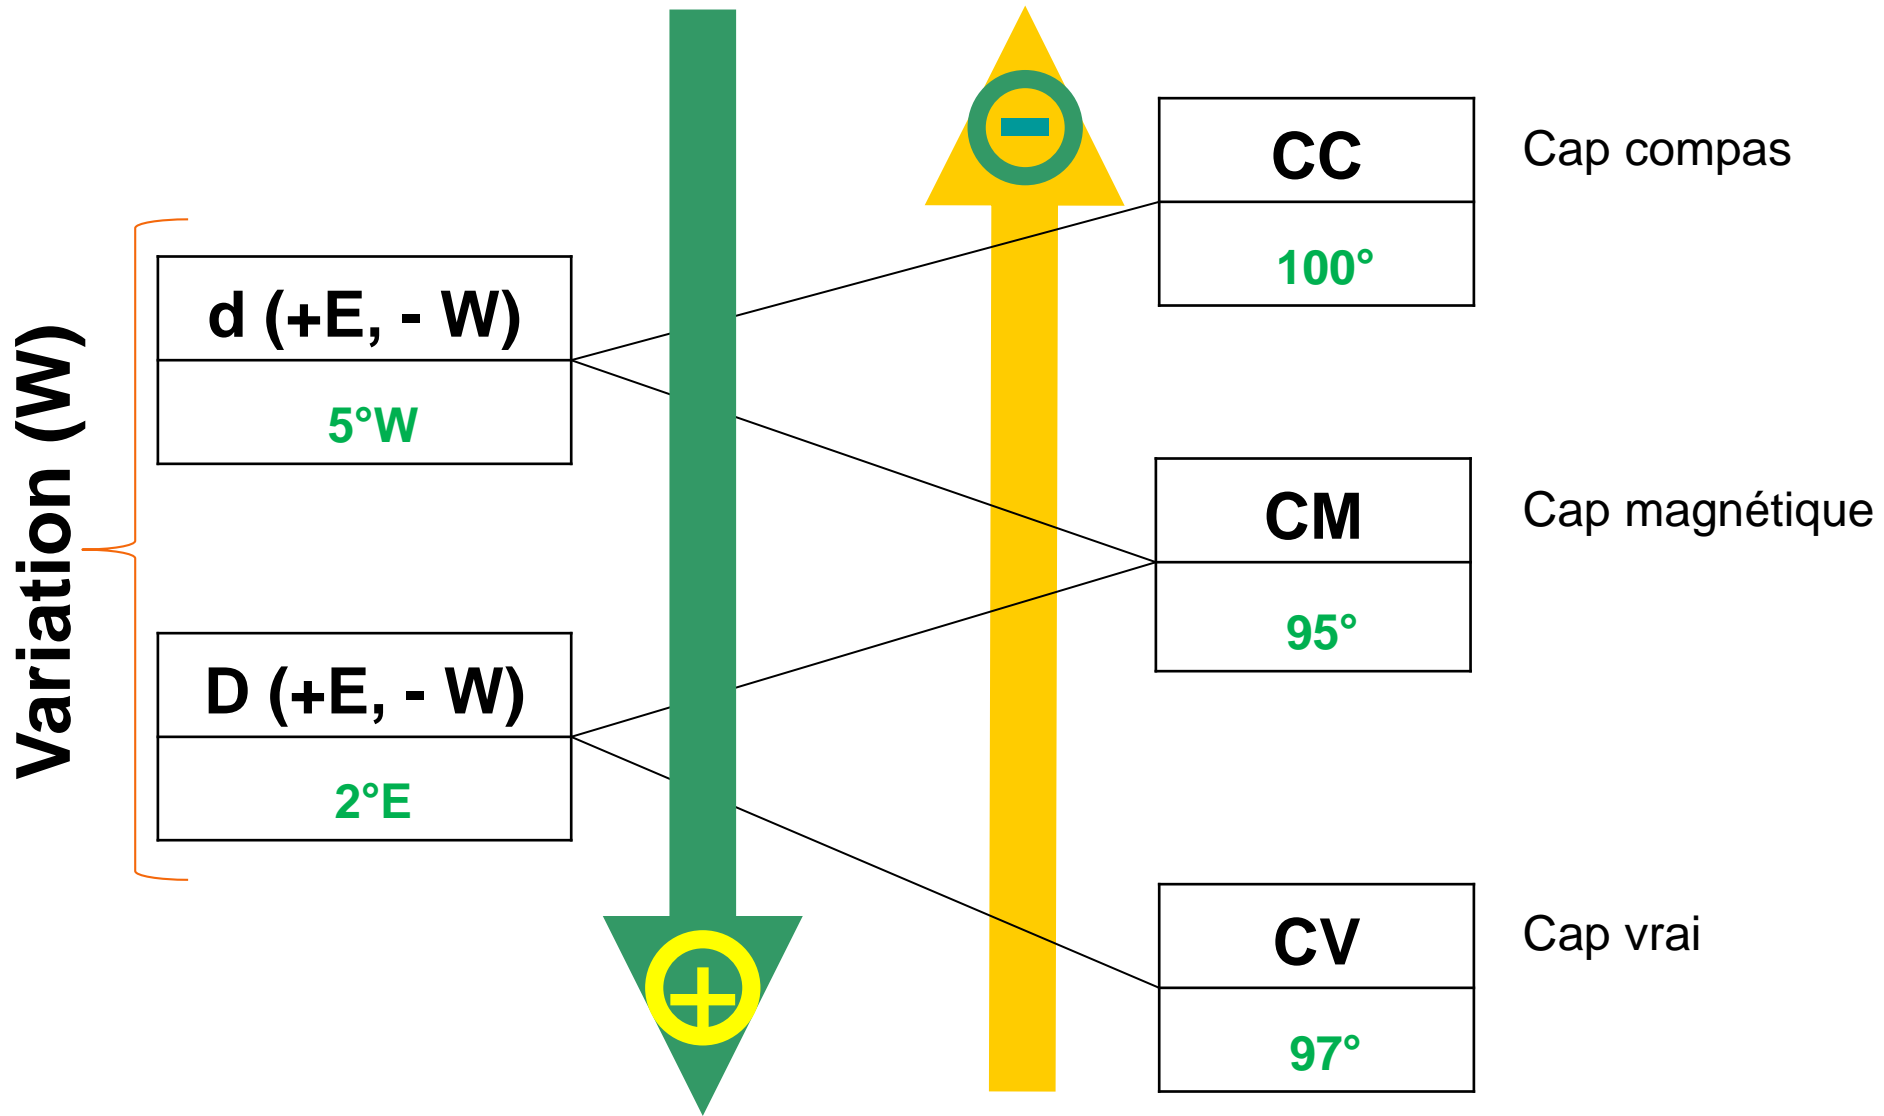 Variation (W)
d (+E, - W)
5°W
D (+E, - W)
2°E
CC
100°
Cap compas
CM
95°
Cap magnétique
CV
97°
Cap vrai